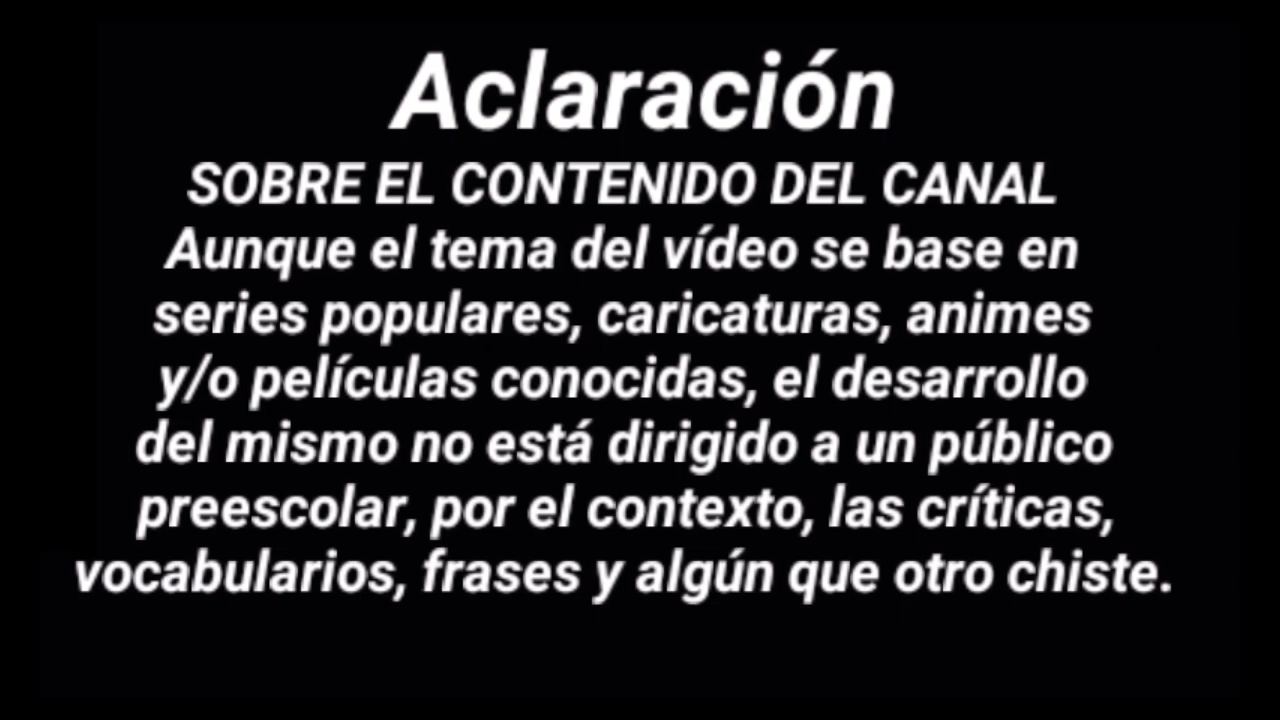 Aclaración
SOBRE EL CONTENIDO DEL CANAL
Aunque el tema del vídeo se base en
series populares, caricaturas, animes
y/o películas conocidas, el desarrollo
del mismo no está dirigido a un público
preescolar, por el contexto, las críticas,
vocabularios, frases y algún que otro chiste.